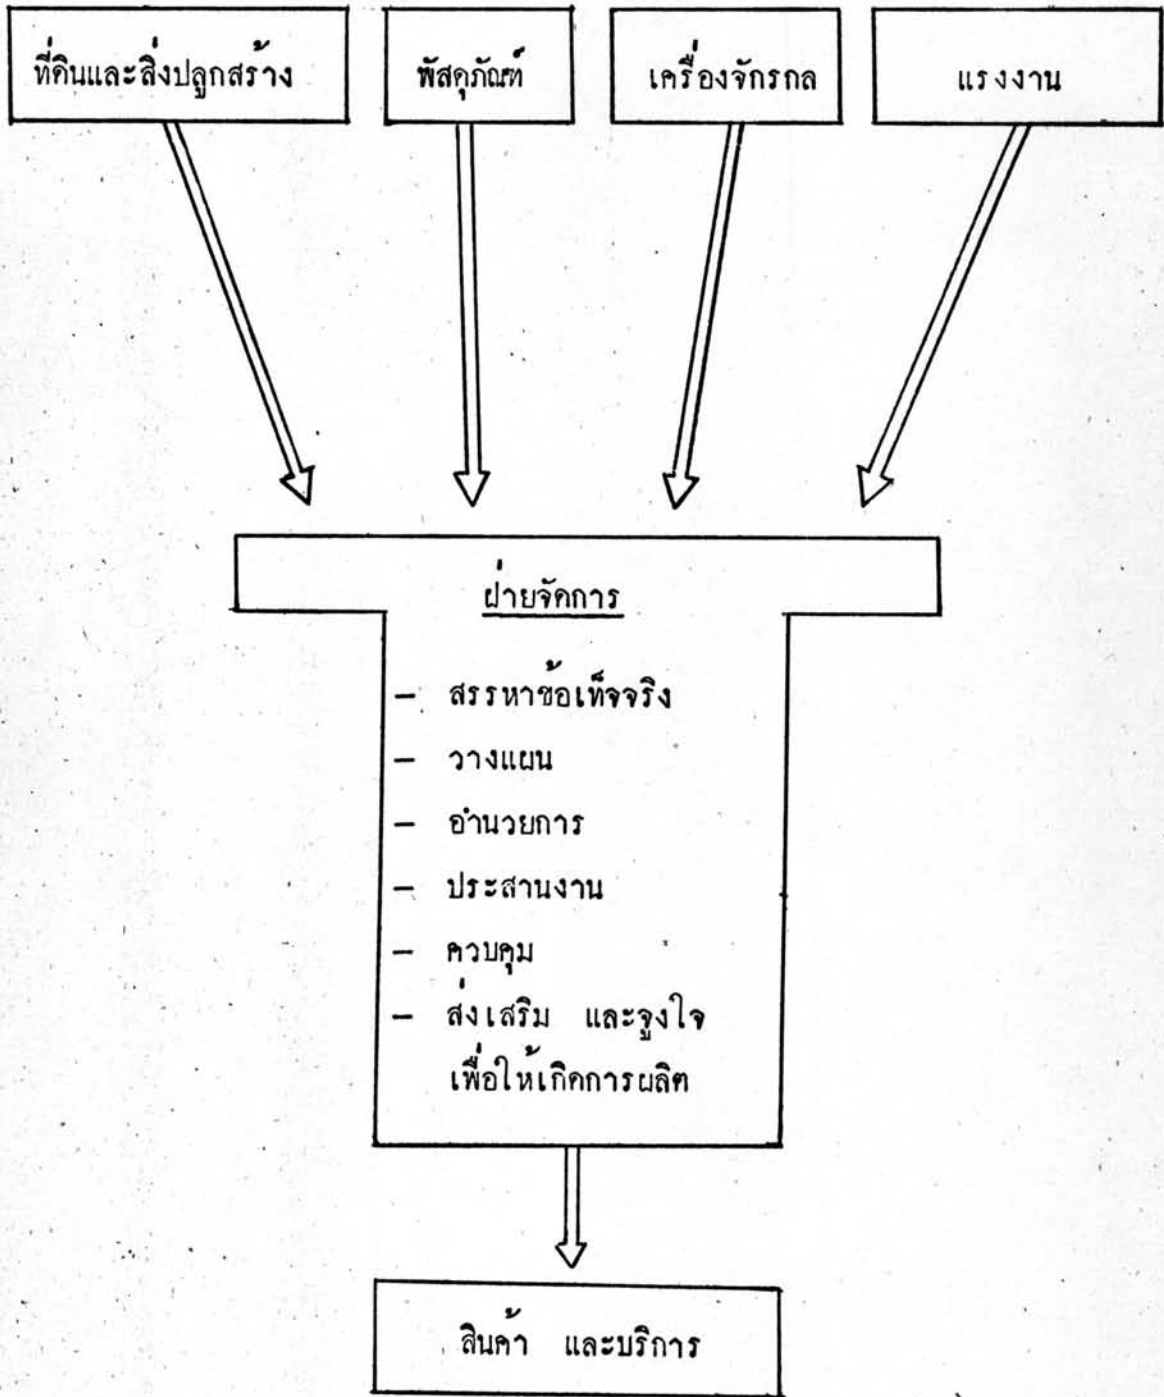 ที่ดินและสิ่งปลูกสร้าง
พัสดุภัณฑ์
เครื่องจักรกล
แรงงาน
ฝ่ายจัดการ
- สรรหาข้อเท็จจริง
- วางแผน
- อำนวยการ
- ประสานงาน
- ควบคุม
- ส่งเสริม และจูงใจ
เพื่อให้เกิดการผลิต
สินค้า และบริการ